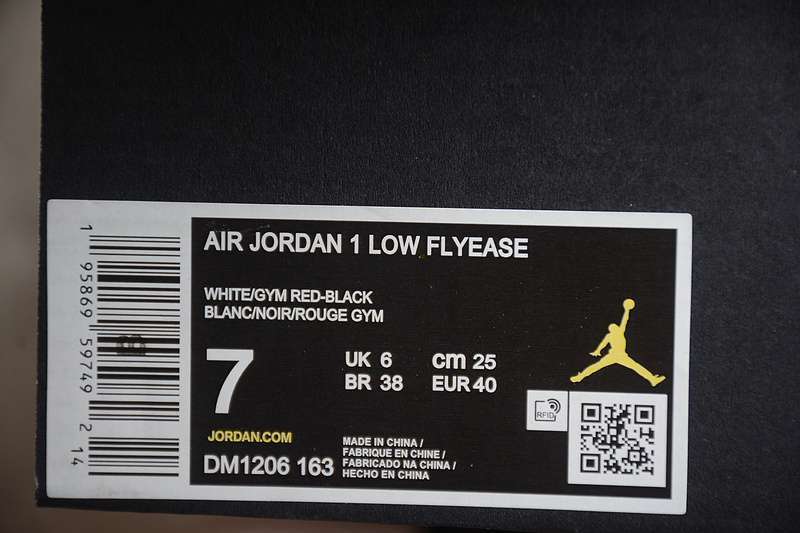 AIR JORDAN 1 LOW FLYEASE
WHITE/GYM RED-BLACK
BLANC/NOIR/ROUGE GYM
7
UK 6 cm 25
BR 38 EUR 40
JORDAN.COM
DM1206 163
MADE IN CHINA /
FABRIQUE EN CHINE /
FABRICADO NA CHINA /
HECHO EN CHINA
RFID
1 95869 59749 2 14